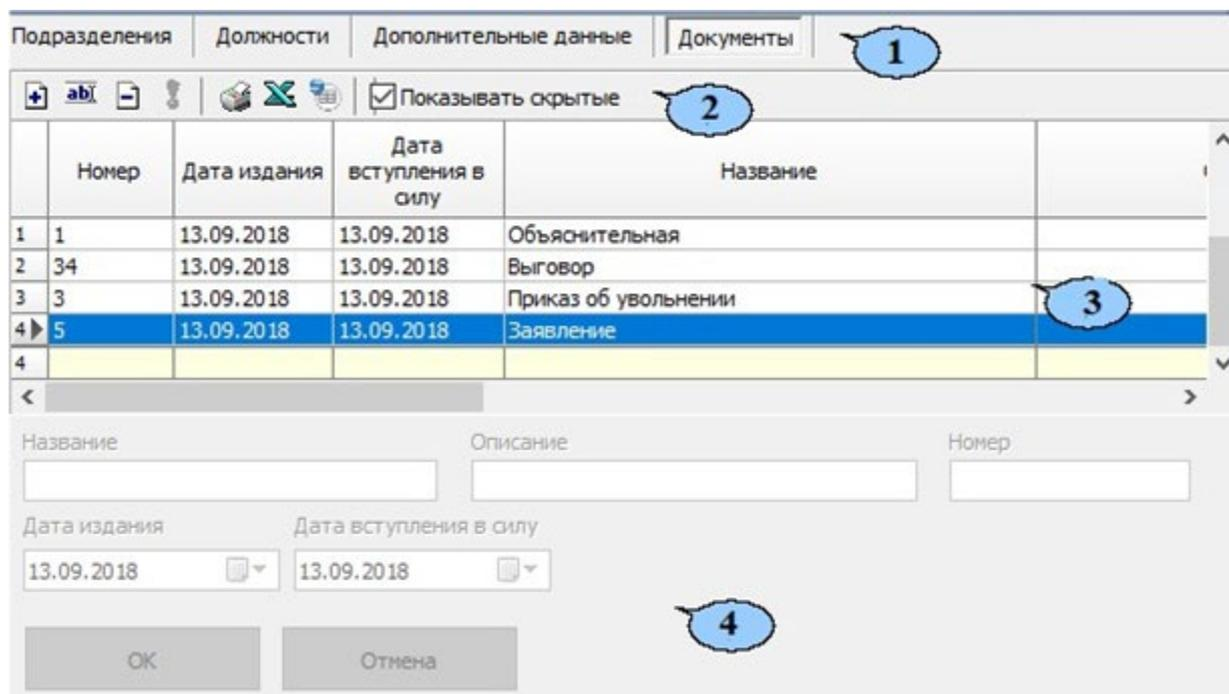 Подразделения Должности Дополнительные данные Документы 1
abI Показывать скрытые 2
Номер Дата издания Дата вступления в силу Название
1 1 13.09.2018 13.09.2018 Объяснительная
2 34 13.09.2018 13.09.2018 Выговор
3 3 13.09.2018 13.09.2018 Приказ об увольнении 3
4 5 13.09.2018 13.09.2018 Заявление
4
Название Описание Номер
Дата издания Дата вступления в силу
13.09.2018 13.09.2018
4
OK Отмена